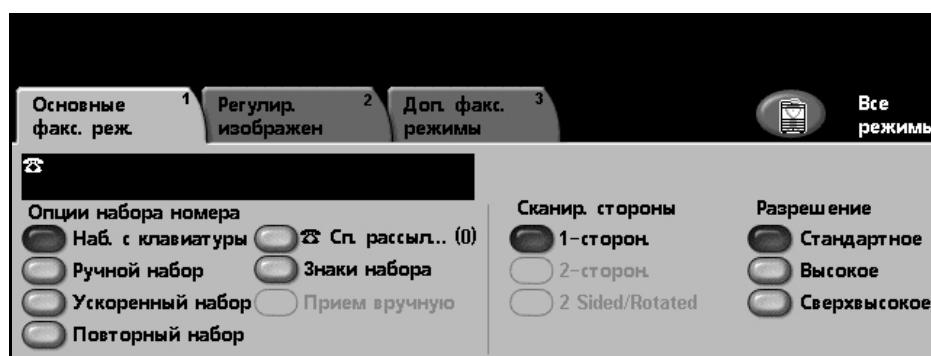 Основные 1
факс. реж.
Регулир. 2
изображен
Доп. факс. 3
режимы
Все
режимы
Опции набора номера
Наб. с клавиатуры
Ручной набор
Ускоренный набор
Повторный набор
Сп. рассыл... (0)
Знаки набора
Прием вручную
Сканир. стороны
1-сторон.
2-сторон.
2 Sided/Rotated
Разрешение
Стандартное
Высокое
Сверхвысокое